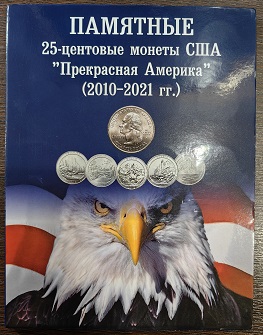 ПАМЯТНЫЕ
25-центовые монеты США
"Прекрасная Америка"
(2010-2021 гг.)